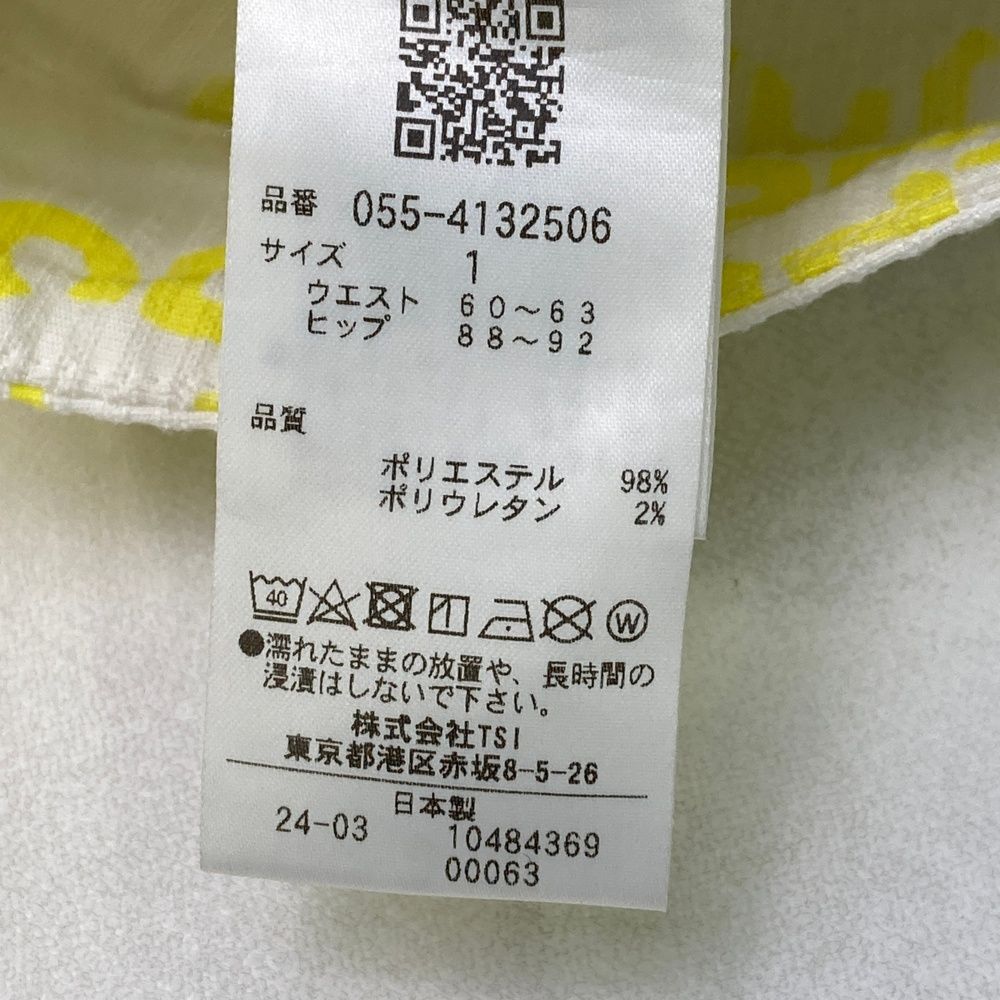 品番 055-4132506
サイズ 1
ウエスト 60～63
ヒップ 88～92
品質
ポリエステル 98%
ポリウレタン 2%
40 W
●濡れたままの放置や、長時間の
浸漬はしないで下さい。
株式会社TSI
東京都港区赤坂8-5-26
日本製
24-03 10484369
00063